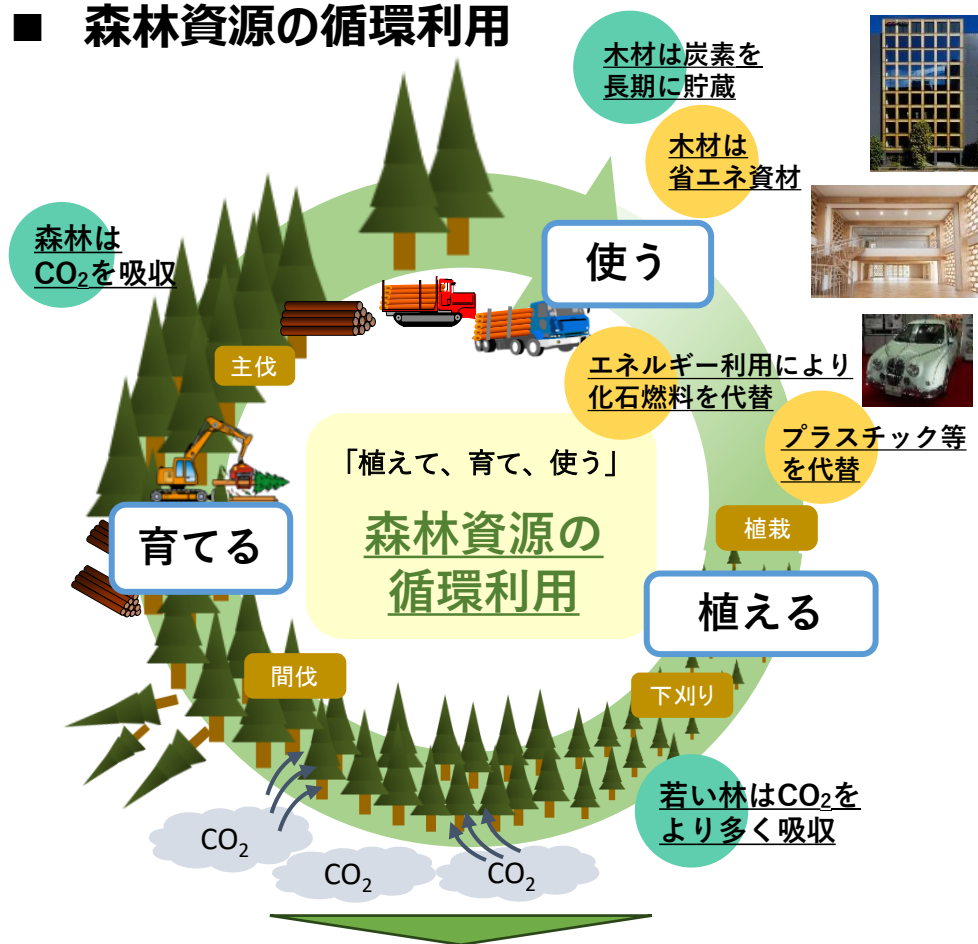 ■ 森林資源の循環利用
木材は炭素を
長期に貯蔵
木材は
省エネ資材
森林は
CO₂を吸収
使う
主伐
エネルギー利用により
化石燃料を代替
プラスチック等
を代替
「植えて、育て、使う」
森林資源の
循環利用
植栽
育てる
植える
間伐
下刈り
若い林はCO₂を
より多く吸収
CO₂
CO₂
CO₂